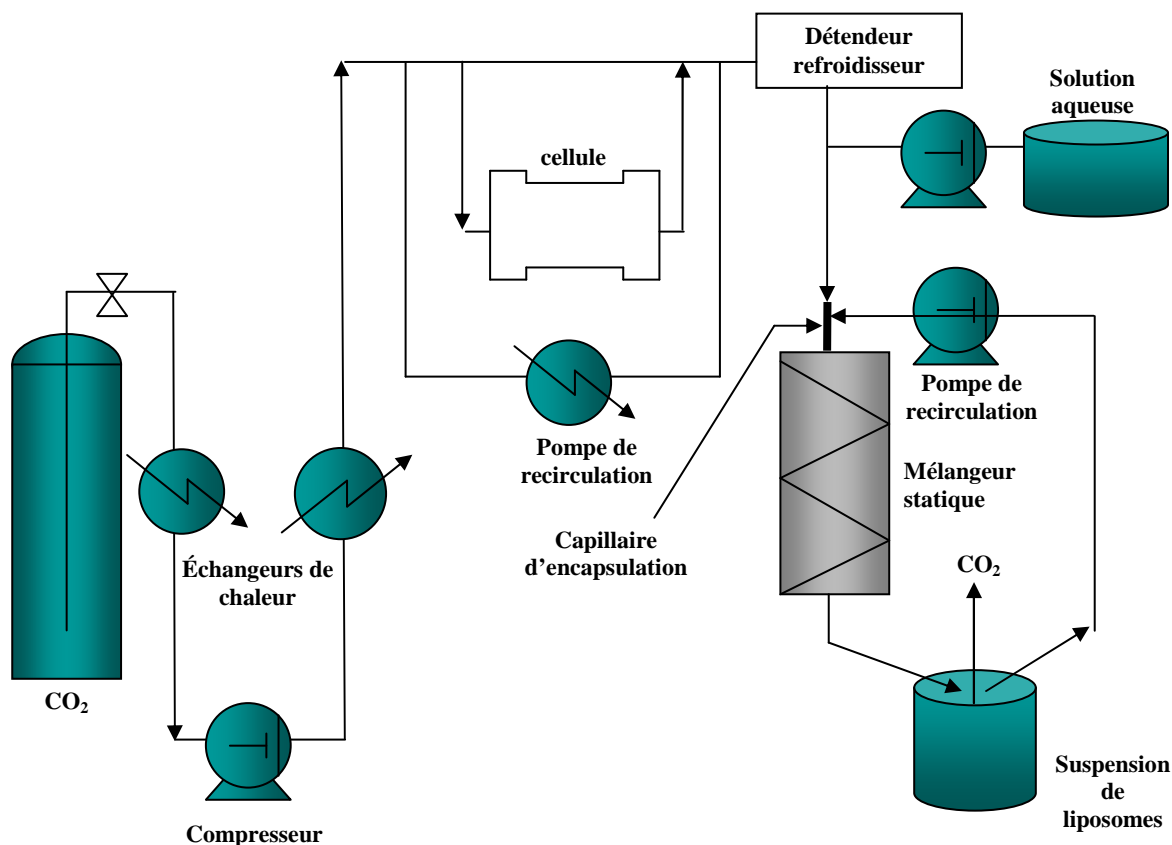 Détendeur
refroidisseur
Solution
aqueuse
cellule
Pompe de
recirculation
Pompe de
recirculation
Mélangeur
statique
Capillaire
d’encapsulation
Échangeurs de
chaleur
CO₂
CO₂
Suspension
de
liposomes
Compresseur